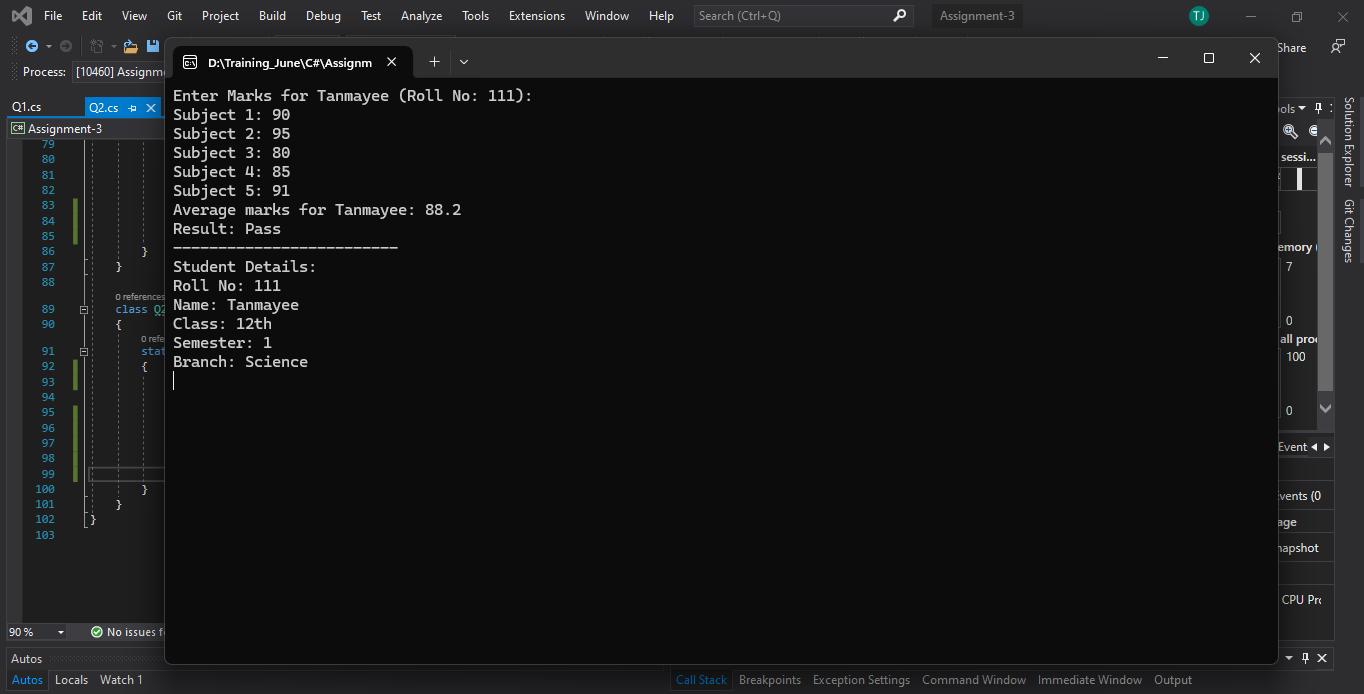 File Edit View Git Project Build Debug Test Analyze Tools Extensions Window Help Search (Ctrl+Q) Assignment-3 TJ
Share
Process: [10460] Assignm
D:\Training_June\C#\Assignm
Q1.cs Q2.cs
Assignment-3
Enter Marks for Tanmayee (Roll No: 111):
Subject 1: 90
Subject 2: 95
Subject 3: 80
Subject 4: 85
Subject 5: 91
Average marks for Tanmayee: 88.2
Result: Pass
-------------------------
Student Details:
Roll No: 111
Name: Tanmayee
Class: 12th
Semester: 1
Branch: Science
79
80
81
82
83
84
85
86 }
87 }
88
0 references
89 class Q2
90 {
0 refe
91 stat
92 {
93
94
95
96
97
98
99
100 }
101 }
102 }
103
ols
sessi...
emory (
7
0
all proc
100
0
Event
vents (0
age
napshot
CPU Pro
Solution Explorer
Git Changes
90 % No issues f
Autos
Autos Locals Watch 1
Call Stack Breakpoints Exception Settings Command Window Immediate Window Output